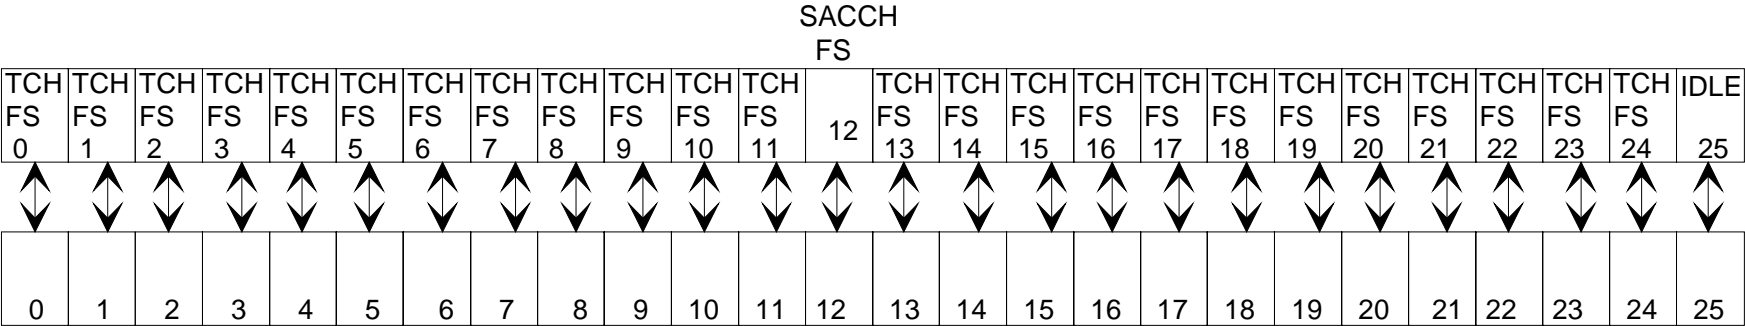 SACCH
FS
TCH TCH TCH TCH TCH TCH TCH TCH TCH TCH TCH TCH TCH TCH TCH TCH TCH TCH TCH TCH TCH TCH TCH TCH IDLE
FS FS FS FS FS FS FS FS FS FS FS FS FS FS FS FS FS FS FS FS FS FS FS FS
0 1 2 3 4 5 6 7 8 9 10 11 12 13 14 15 16 17 18 19 20 21 22 23 24 25
0 1 2 3 4 5 6 7 8 9 10 11 12 13 14 15 16 17 18 19 20 21 22 23 24 25